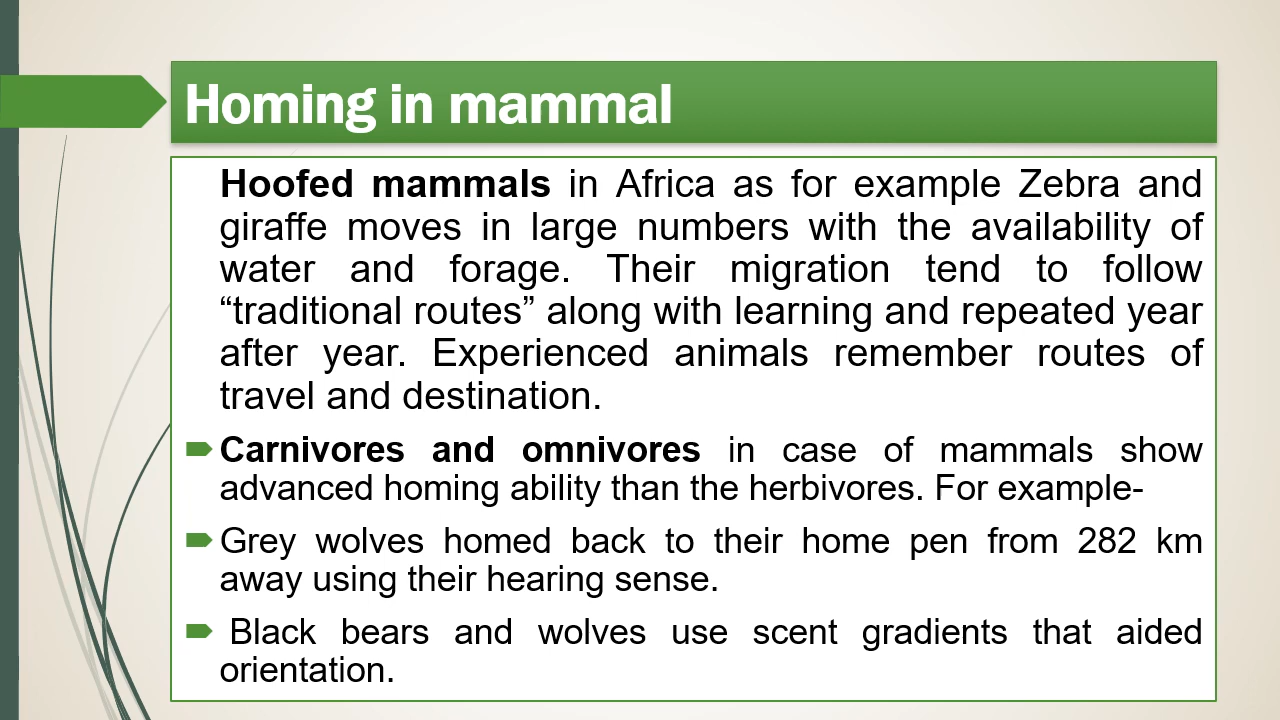 Homing in mammal
Hoofed mammals in Africa as for example Zebra and
giraffe moves in large numbers with the availability of
water and forage. Their migration tend to follow
“traditional routes” along with learning and repeated year
after year. Experienced animals remember routes of
travel and destination.
Carnivores and omnivores in case of mammals show
advanced homing ability than the herbivores. For example-
Grey wolves homed back to their home pen from 282 km
away using their hearing sense.
Black bears and wolves use scent gradients that aided
orientation.